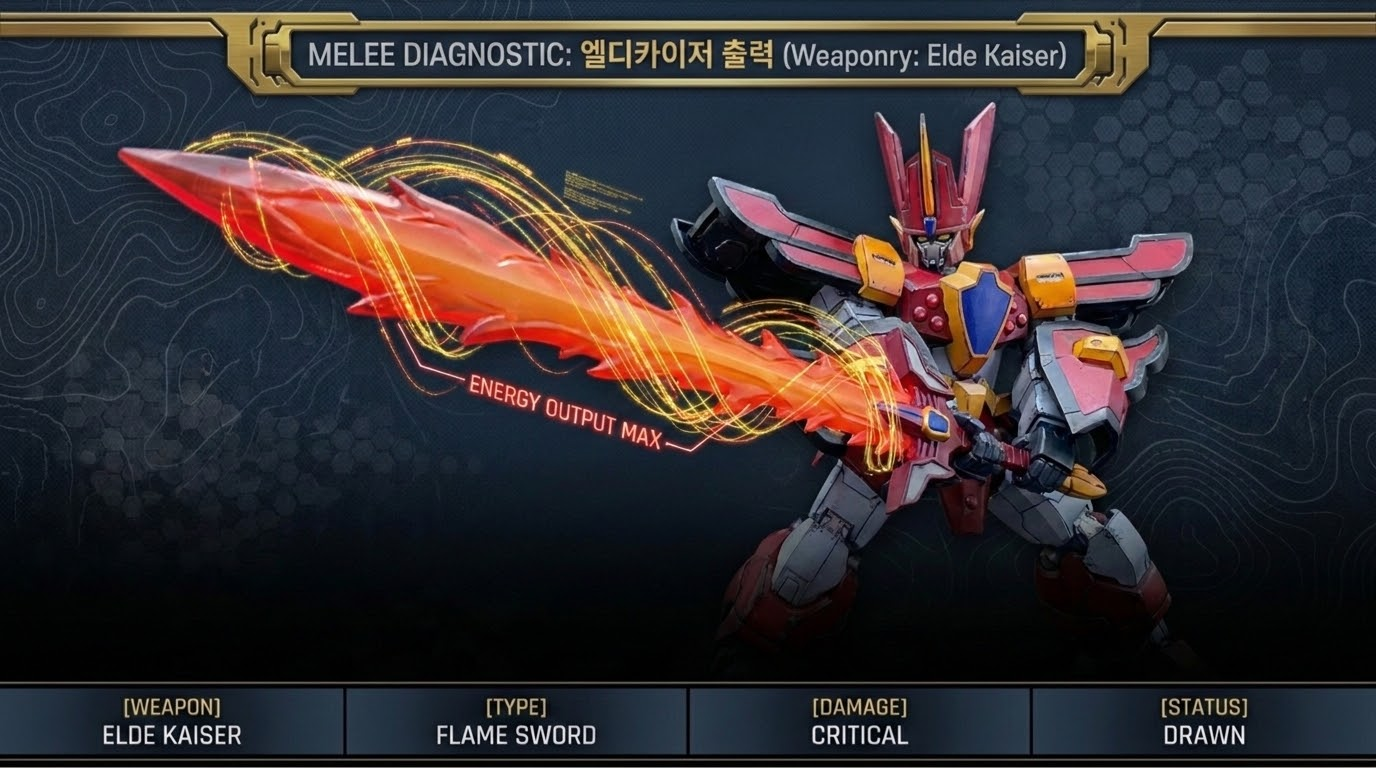 MELEE DIAGNOSTIC: 엘디카이저 출력 (Weaponry: Elde Kaiser)
ENERGY OUTPUT MAX
[WEAPON]
ELDE KAISER
[TYPE]
FLAME SWORD
[DAMAGE]
CRITICAL
[STATUS]
DRAWN